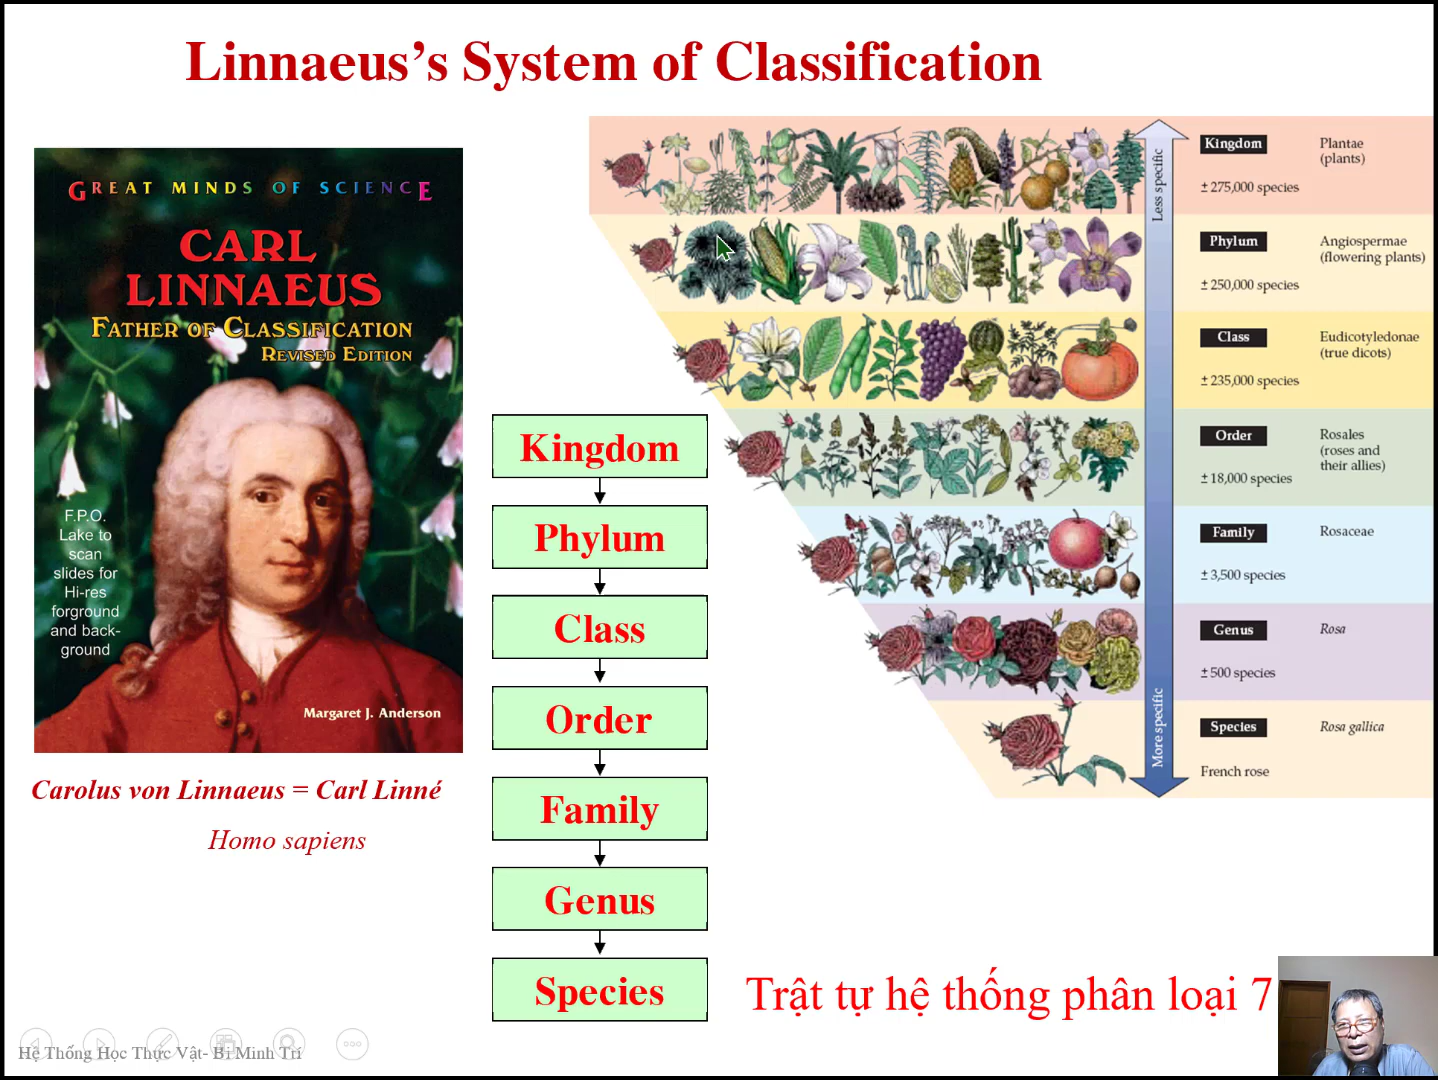 Linnaeus's System of Classification
GREAT MINDS OF SCIENCE
CARL
LINNAEUS
FATHER OF CLASSIFICATION
REVISED EDITION
F.P.O.
Lake to
scan
slides for
Hi-res
forground
and back-
ground
Margaret J. Anderson
Carolus von Linnaeus = Carl Linné
Homo sapiens
Kingdom
Phylum
Class
Order
Family
Genus
Species
Less specific
More specific
Kingdom Plantae
(plants)
± 275,000 species
Phylum Angiospermae
(flowering plants)
± 250,000 species
Class Eudicotyledonae
(true dicots)
± 235,000 species
Order Rosales
(roses and
their allies)
± 18,000 species
Family Rosaceae
± 3,500 species
Genus Rosa
± 500 species
Species Rosa gallica
French rose
Trật tự hệ thống phân loại 7
Hệ Thống Học Thực Vật- Bi Minh Trí